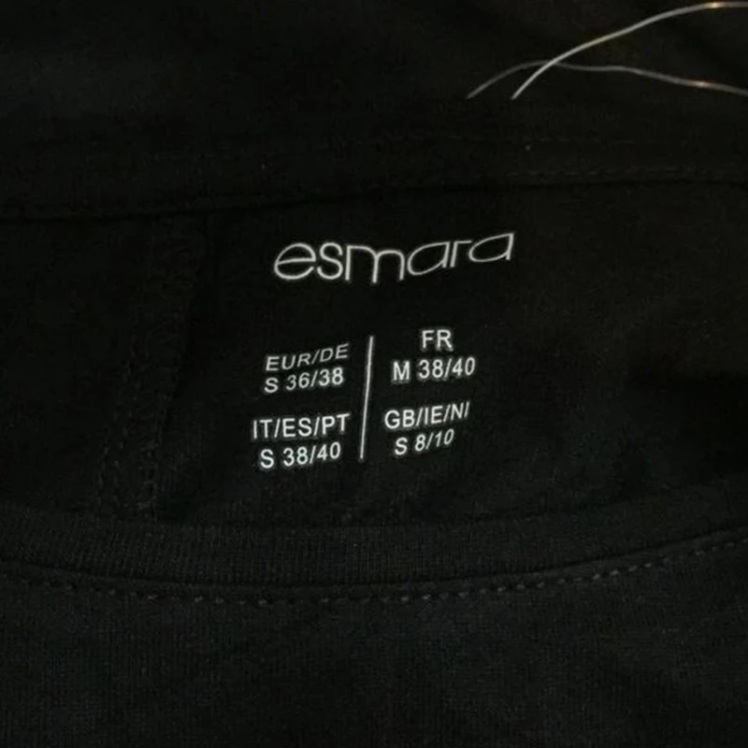 esmara
EUR/DE
S 36/38
FR
M 38/40
IT/ES/PT
S 38/40
GB/IE/NI
S 8/10